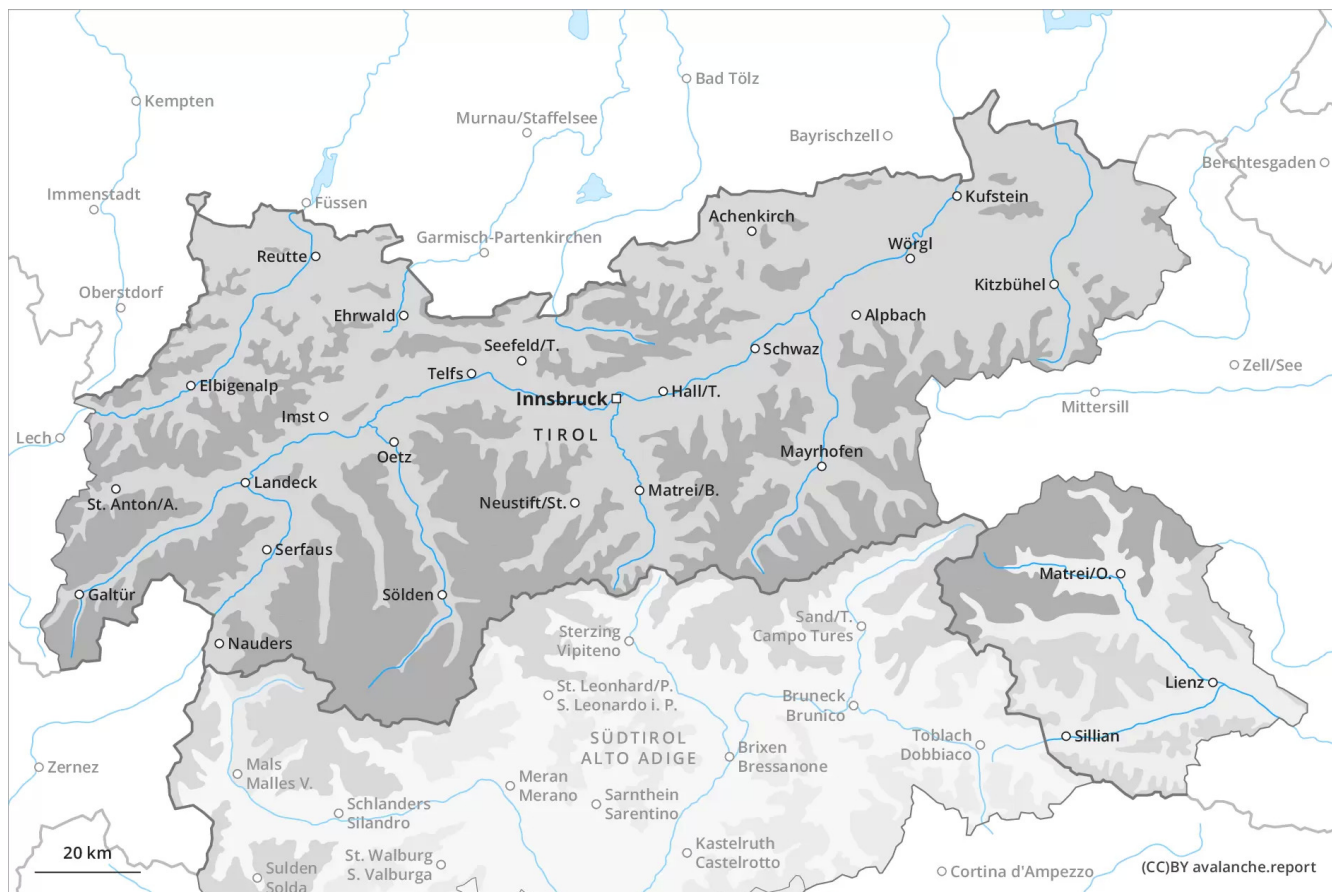 Bad Tölz
Kempten
Murnau/Staffelsee
Bayrischzell
Berchtesgaden
Immenstadt
Füssen
Kufstein
Achenkirch
Garmisch-Partenkirchen
Wörgl
Reutte
Kitzbühel
Oberstdorf
Ehrwald
Alpbach
Seefeld/T.
Schwaz
Zell/See
Telfs
Elbigenalp
Hall/T.
Innsbruck
Mittersill
Imst
TIROL
Lech
Oetz
Mayrhofen
Landeck
Matrei/B.
St. Anton/A.
Neustift/St.
Serfaus
Matrei/O.
Galtür
Sölden
Sand/T.
Campo Tures
Sterzing
Vipiteno
Nauders
Lienz
St. Leonhard/P.
S. Leonardo i. P.
Bruneck
Brunico
SÜDTIROL
ALTO ADIGE
Toblach
Dobbiaco
Sillian
Brixen
Bressanone
Zernez
Mals
Malles V.
Meran
Merano
Sarnthein
Sarentino
Schlanders
Silandro
Kastelruth
Castelrotto
20 km
St. Walburg
S. Valburga
Sulden
Solda
Cortina d'Ampezzo
(CC)BY avalanche.report